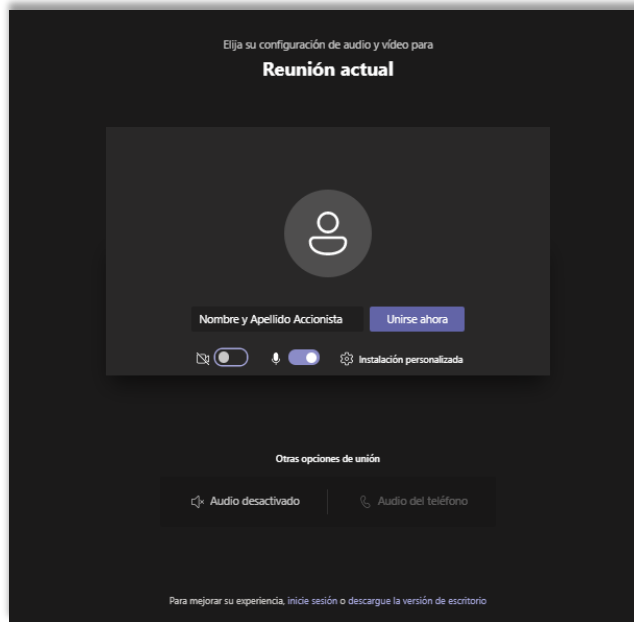 Elija su configuración de audio y vídeo para
Reunión actual
Nombre y Apellido Accionista
Unirse ahora
Instalación personalizada
Otras opciones de unión
Audio desactivado
Audio del teléfono
Para mejorar su experiencia, inicie sesión o descargue la versión de escritorio